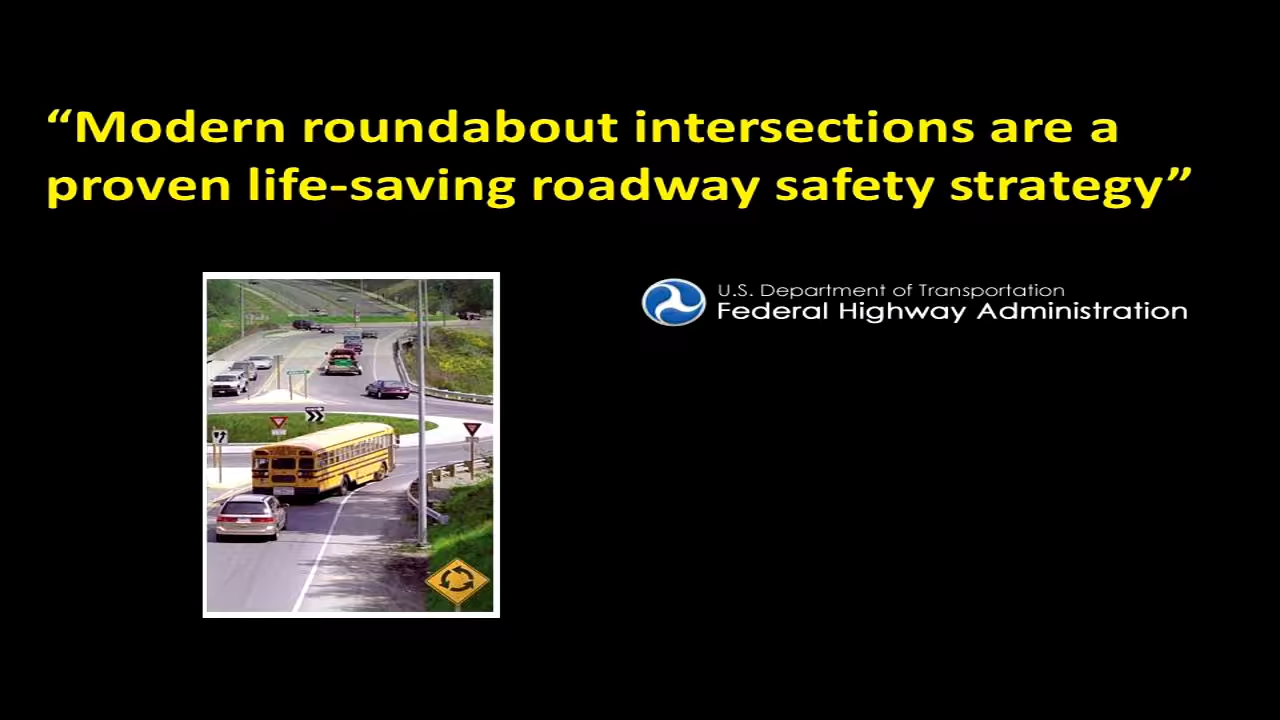 “Modern roundabout intersections are a
proven life-saving roadway safety strategy”
U.S. Department of Transportation
Federal Highway Administration